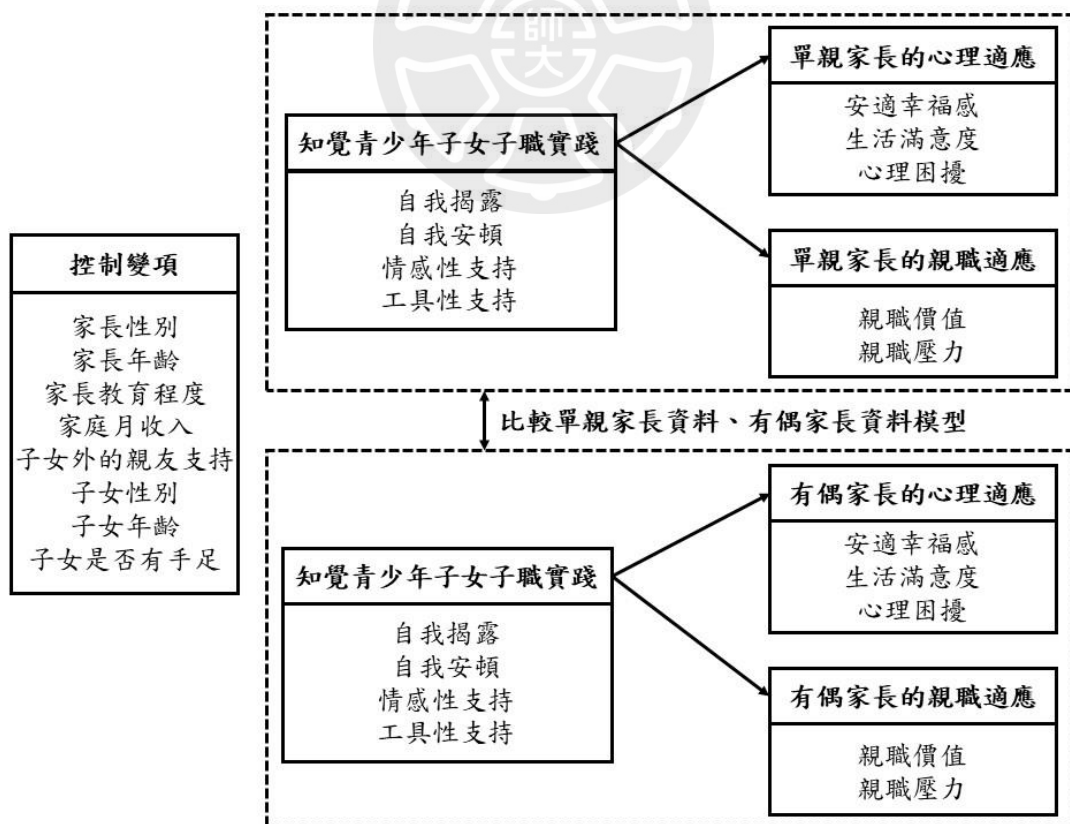 控制變項
家長性別
家長年齡
家長教育程度
家庭月收入
子女外的親友支持
子女性別
子女年齡
子女是否有手足
師大
知覺青少年子女子職實踐
自我揭露
自我安頓
情感性支持
工具性支持
單親家長的心理適應
安適幸福感
生活滿意度
心理困擾
單親家長的親職適應
親職價值
親職壓力
比較單親家長資料、有偶家長資料模型
知覺青少年子女子職實踐
自我揭露
自我安頓
情感性支持
工具性支持
有偶家長的心理適應
安適幸福感
生活滿意度
心理困擾
有偶家長的親職適應
親職價值
親職壓力